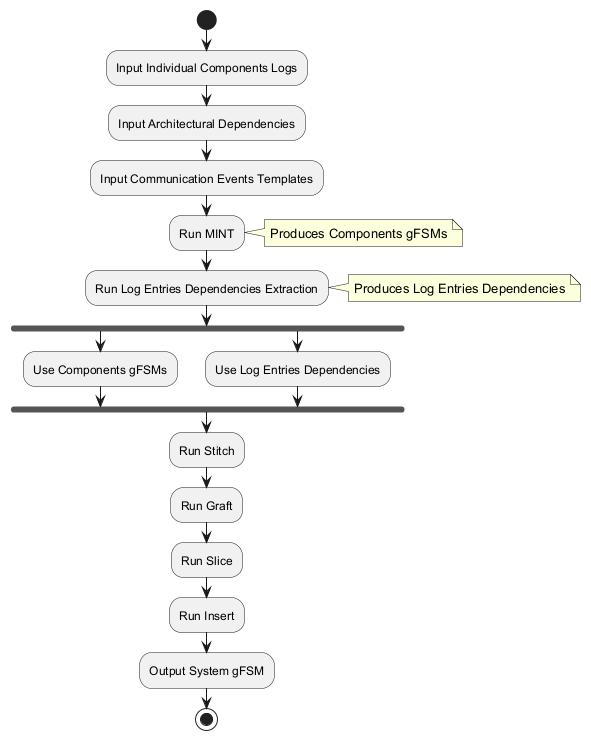 Input Individual Components Logs
Input Architectural Dependencies
Input Communication Events Templates
Run MINT
Produces Components gFSMs
Run Log Entries Dependencies Extraction
Produces Log Entries Dependencies
Use Components gFSMs
Use Log Entries Dependencies
Run Stitch
Run Graft
Run Slice
Run Insert
Output System gFSM